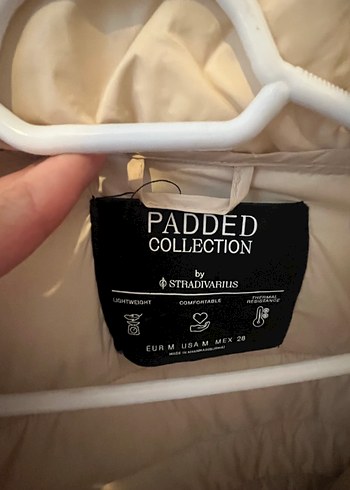 PADDED
COLLECTION
by
STRADIVARIUS
LIGHTWEIGHT
COMFORTABLE
THERMAL
RESISTANCE
EUR M USA M MEX 28